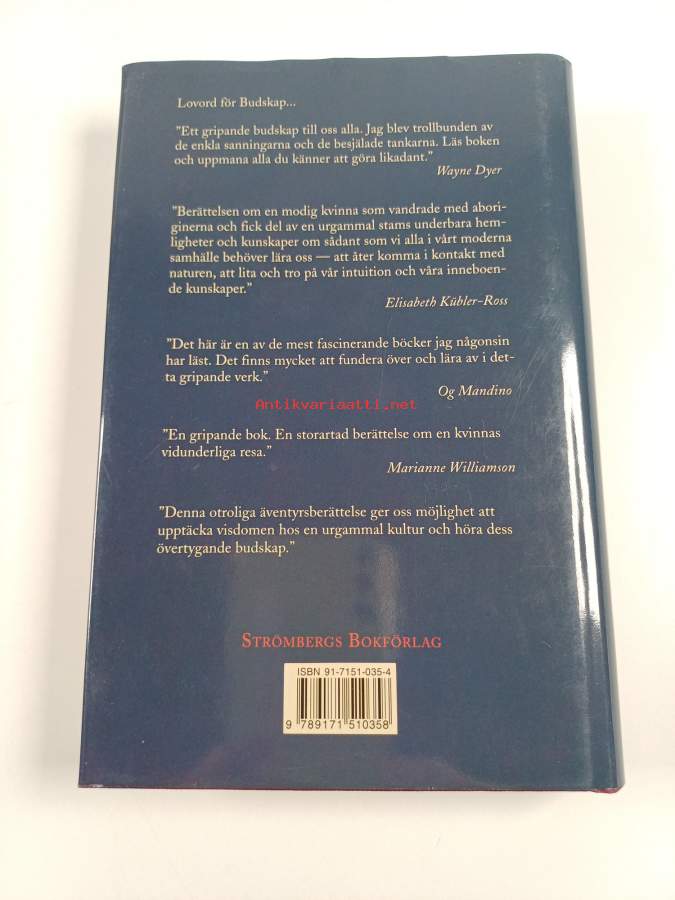 Lovord för Budskap...
"Ett gripande budskap till oss alla. Jag blev trollbunden av
de enkla sanningarna och de besjälade tankarna. Läs boken
och uppmana alla du känner att göra likadant."
Wayne Dyer
"Berättelsen om en modig kvinna som vandrade med abori-
ginerna och fick del av en urgammal stams underbara hem-
ligheter och kunskaper om sådant som vi alla i vårt moderna
samhälle behöver lära oss — att åter komma i kontakt med
naturen, att lita och tro på vår intuition och våra inneboen-
de kunskaper."
Elisabeth Kübler-Ross
"Det här är en av de mest fascinerande böcker jag någonsin
har läst. Det finns mycket att fundera över och lära av i det-
ta gripande verk."
Og Mandino
Antikvariaatti.net
"En gripande bok. En storartad berättelse om en kvinnas
vidunderliga resa."
Marianne Williamson
"Denna otroliga äventyrsberättelse ger oss möjlighet att
upptäcka visdomen hos en urgammal kultur och höra dess
övertygande budskap."
STRÖMBERGS BOKFÖRLAG
ISBN 91-7151-035-4
9 789171 510358